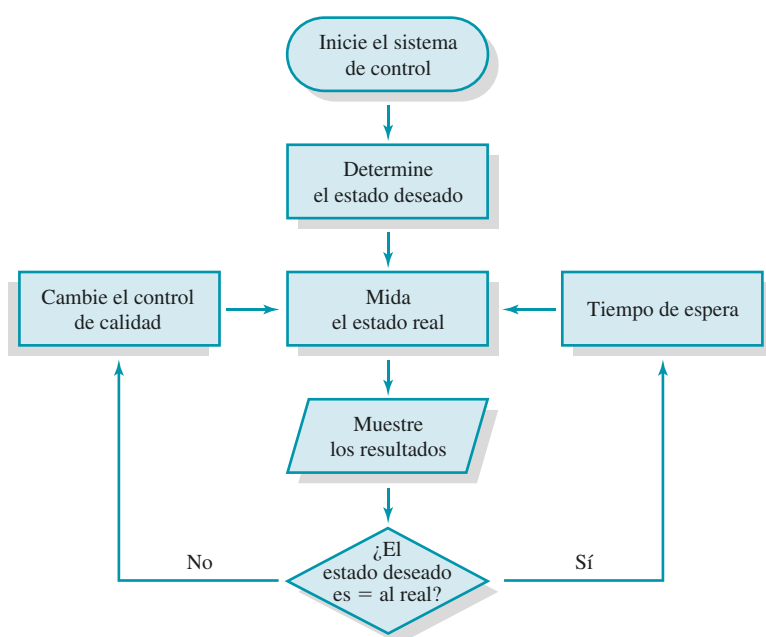 Inicie el sistema
de control
Determine
el estado deseado
Cambie el control
de calidad
Mida
el estado real
Tiempo de espera
Muestre
los resultados
No
¿El
estado deseado
es = al real?
Sí